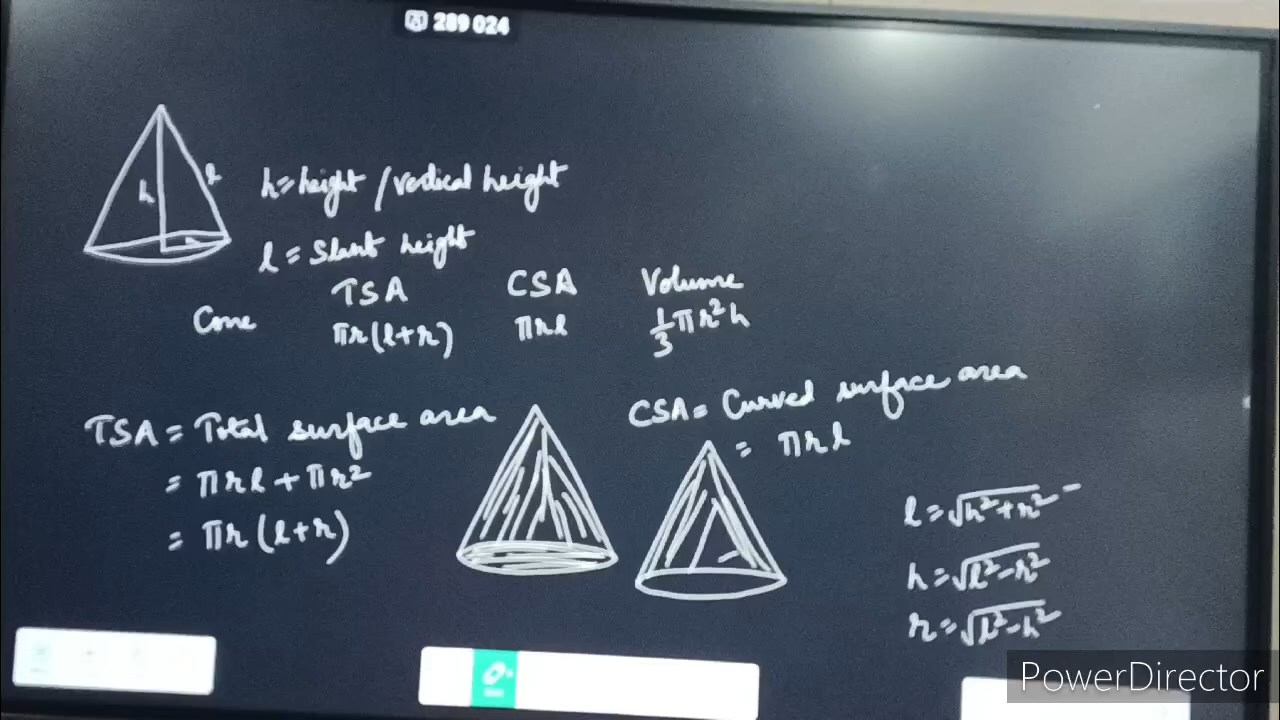 289 024
h
l
r
h = height / vertical height
l = Slant height
TSA CSA Volume
Cone πr(l+r) πrl 1/3 πr²h
TSA = Total surface area
= πrl + πr²
= πr (l+r)
CSA = Curved surface area
= πrl
l = √h²+r²
h = √l²-r²
r = √l²-h²
PowerDirector